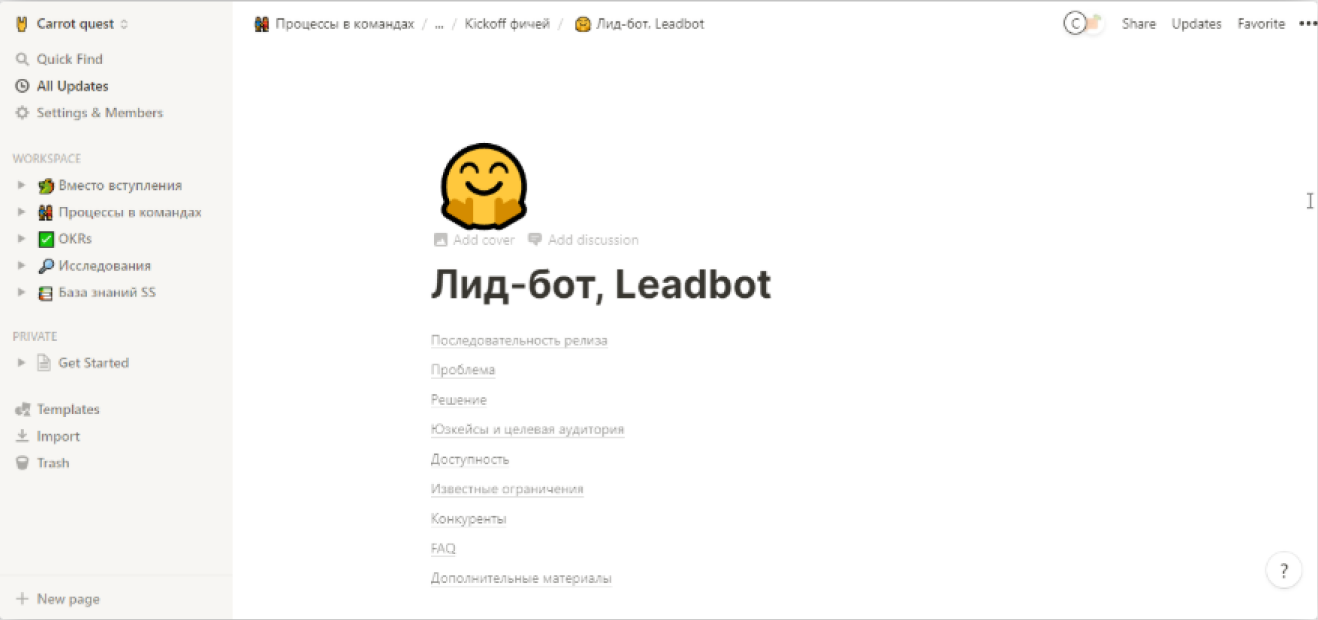 Carrot quest
Quick Find
All Updates
Settings & Members
WORKSPACE
Вместо вступления
Процессы в командах
OKRs
Исследования
База знаний SS
PRIVATE
Get Started
Templates
Import
Trash
New page
Процессы в командах / ... / Kickoff фичей / Лид-бот, Leadbot
C
Share Updates Favorite
Add cover Add discussion
Лид-бот, Leadbot
Последовательность релиза
Проблема
Решение
Юзкейсы и целевая аудитория
Доступность
Известные ограничения
Конкуренты
FAQ
Дополнительные материалы
?